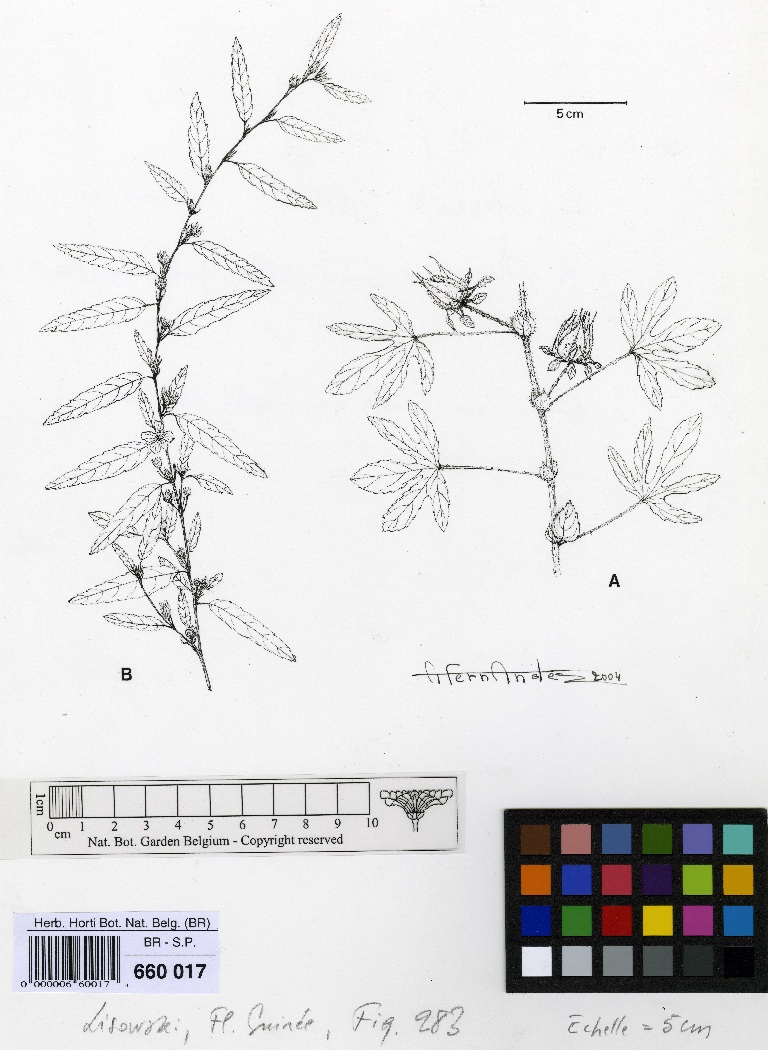 5 cm
A
B
A. Fernandez 2004
1cm
0 1 2 3 4 5 6 7 8 9 10
cm
Nat. Bot. Garden Belgium - Copyright reserved
Herb. Horti Bot. Nat. Belg. (BR)
BR - S.P.
660 017
0 000006 60017
Lisowski, Fl. Guinée, Fig. 283
Echelle = 5 cm